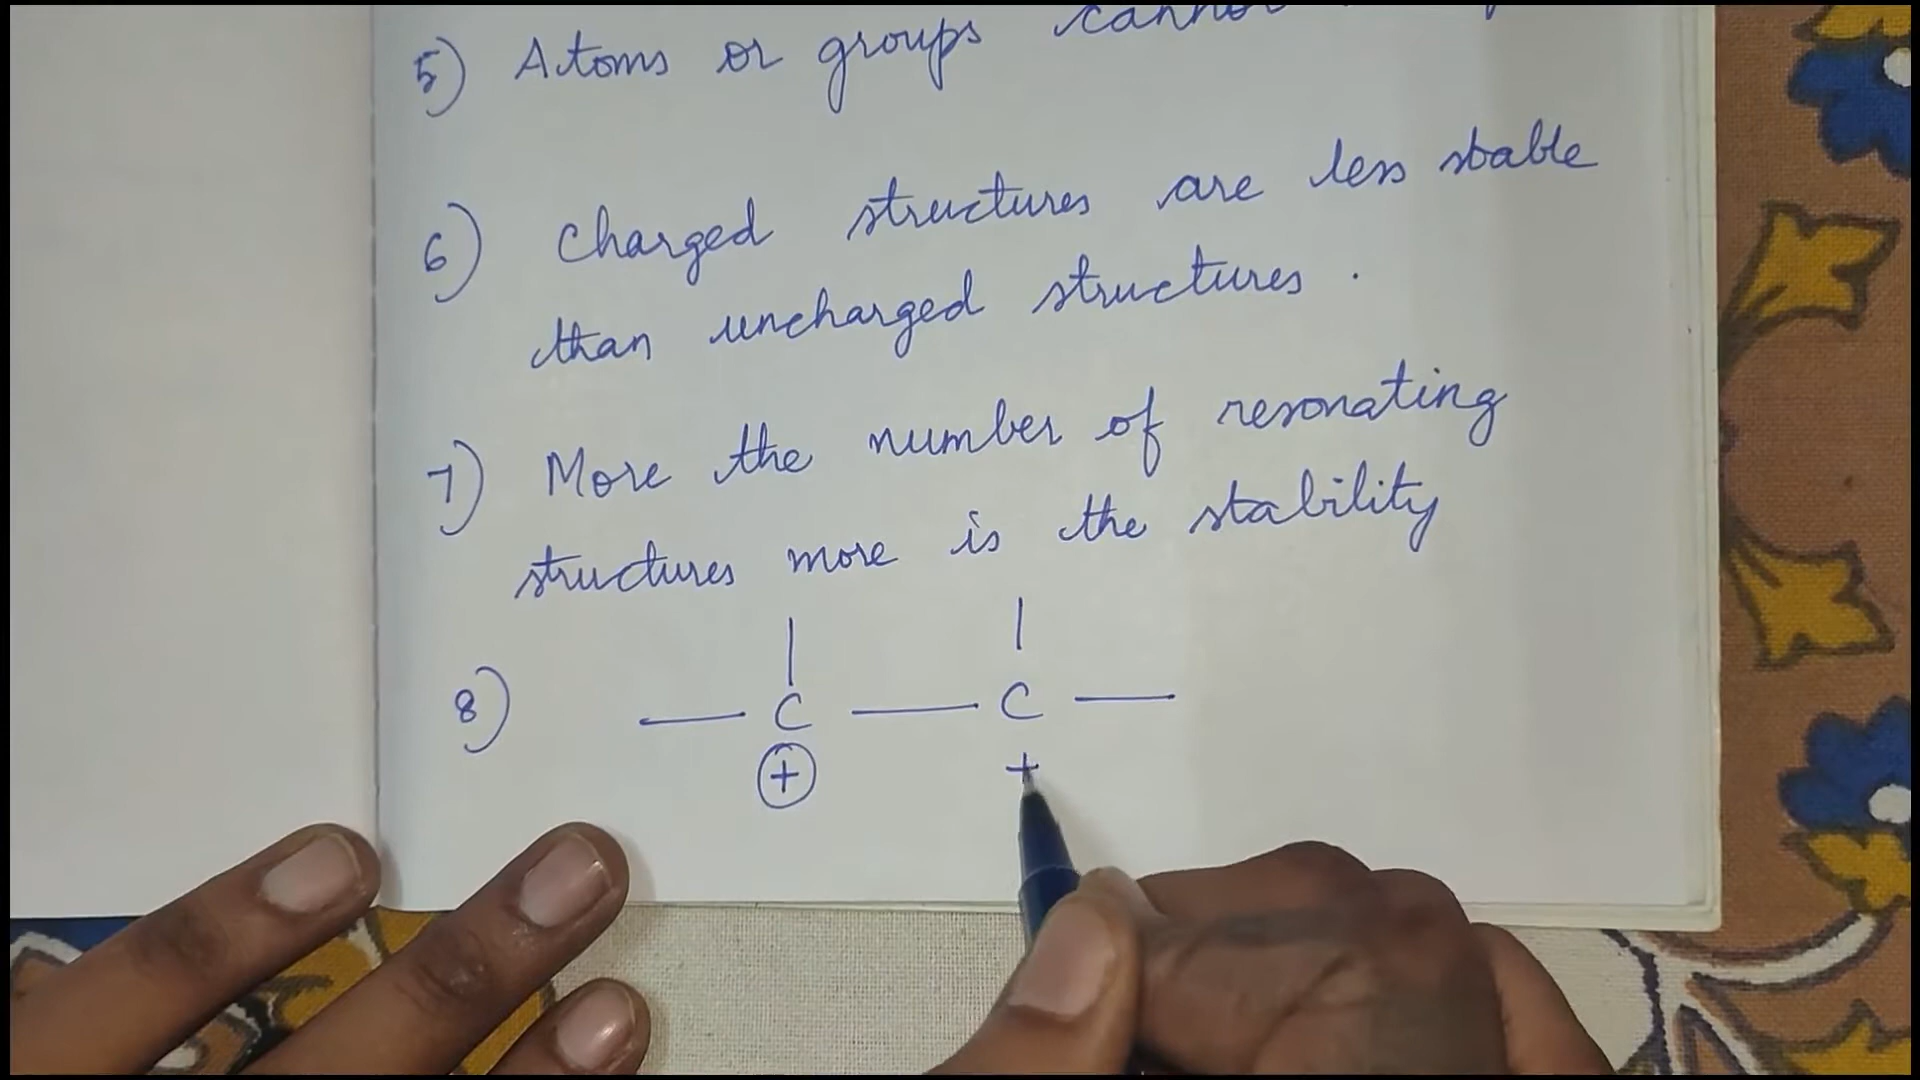 5) Atoms or groups cannot
6) Charged structures are less stable
than uncharged structures.
7) More the number of resonating
structures more is the stability
8) — C — C —
+ +